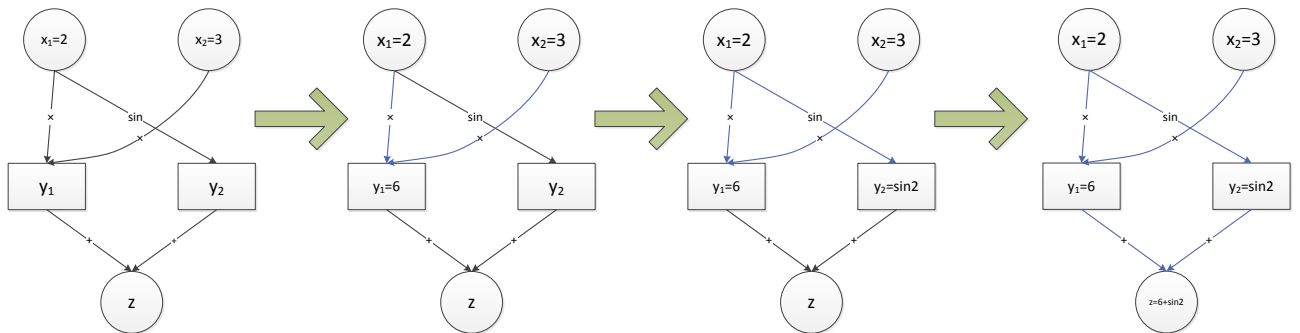 x₁=2 x₂=3 x₁=2 x₂=3 x₁=2 x₂=3 x₁=2 x₂=3
× sin × sin × sin × sin
× × × ×
y₁ y₂ y₁=6 y₂ y₁=6 y₂=sin2 y₁=6 y₂=sin2
+ + + + + + + +
z z z z=6+sin2